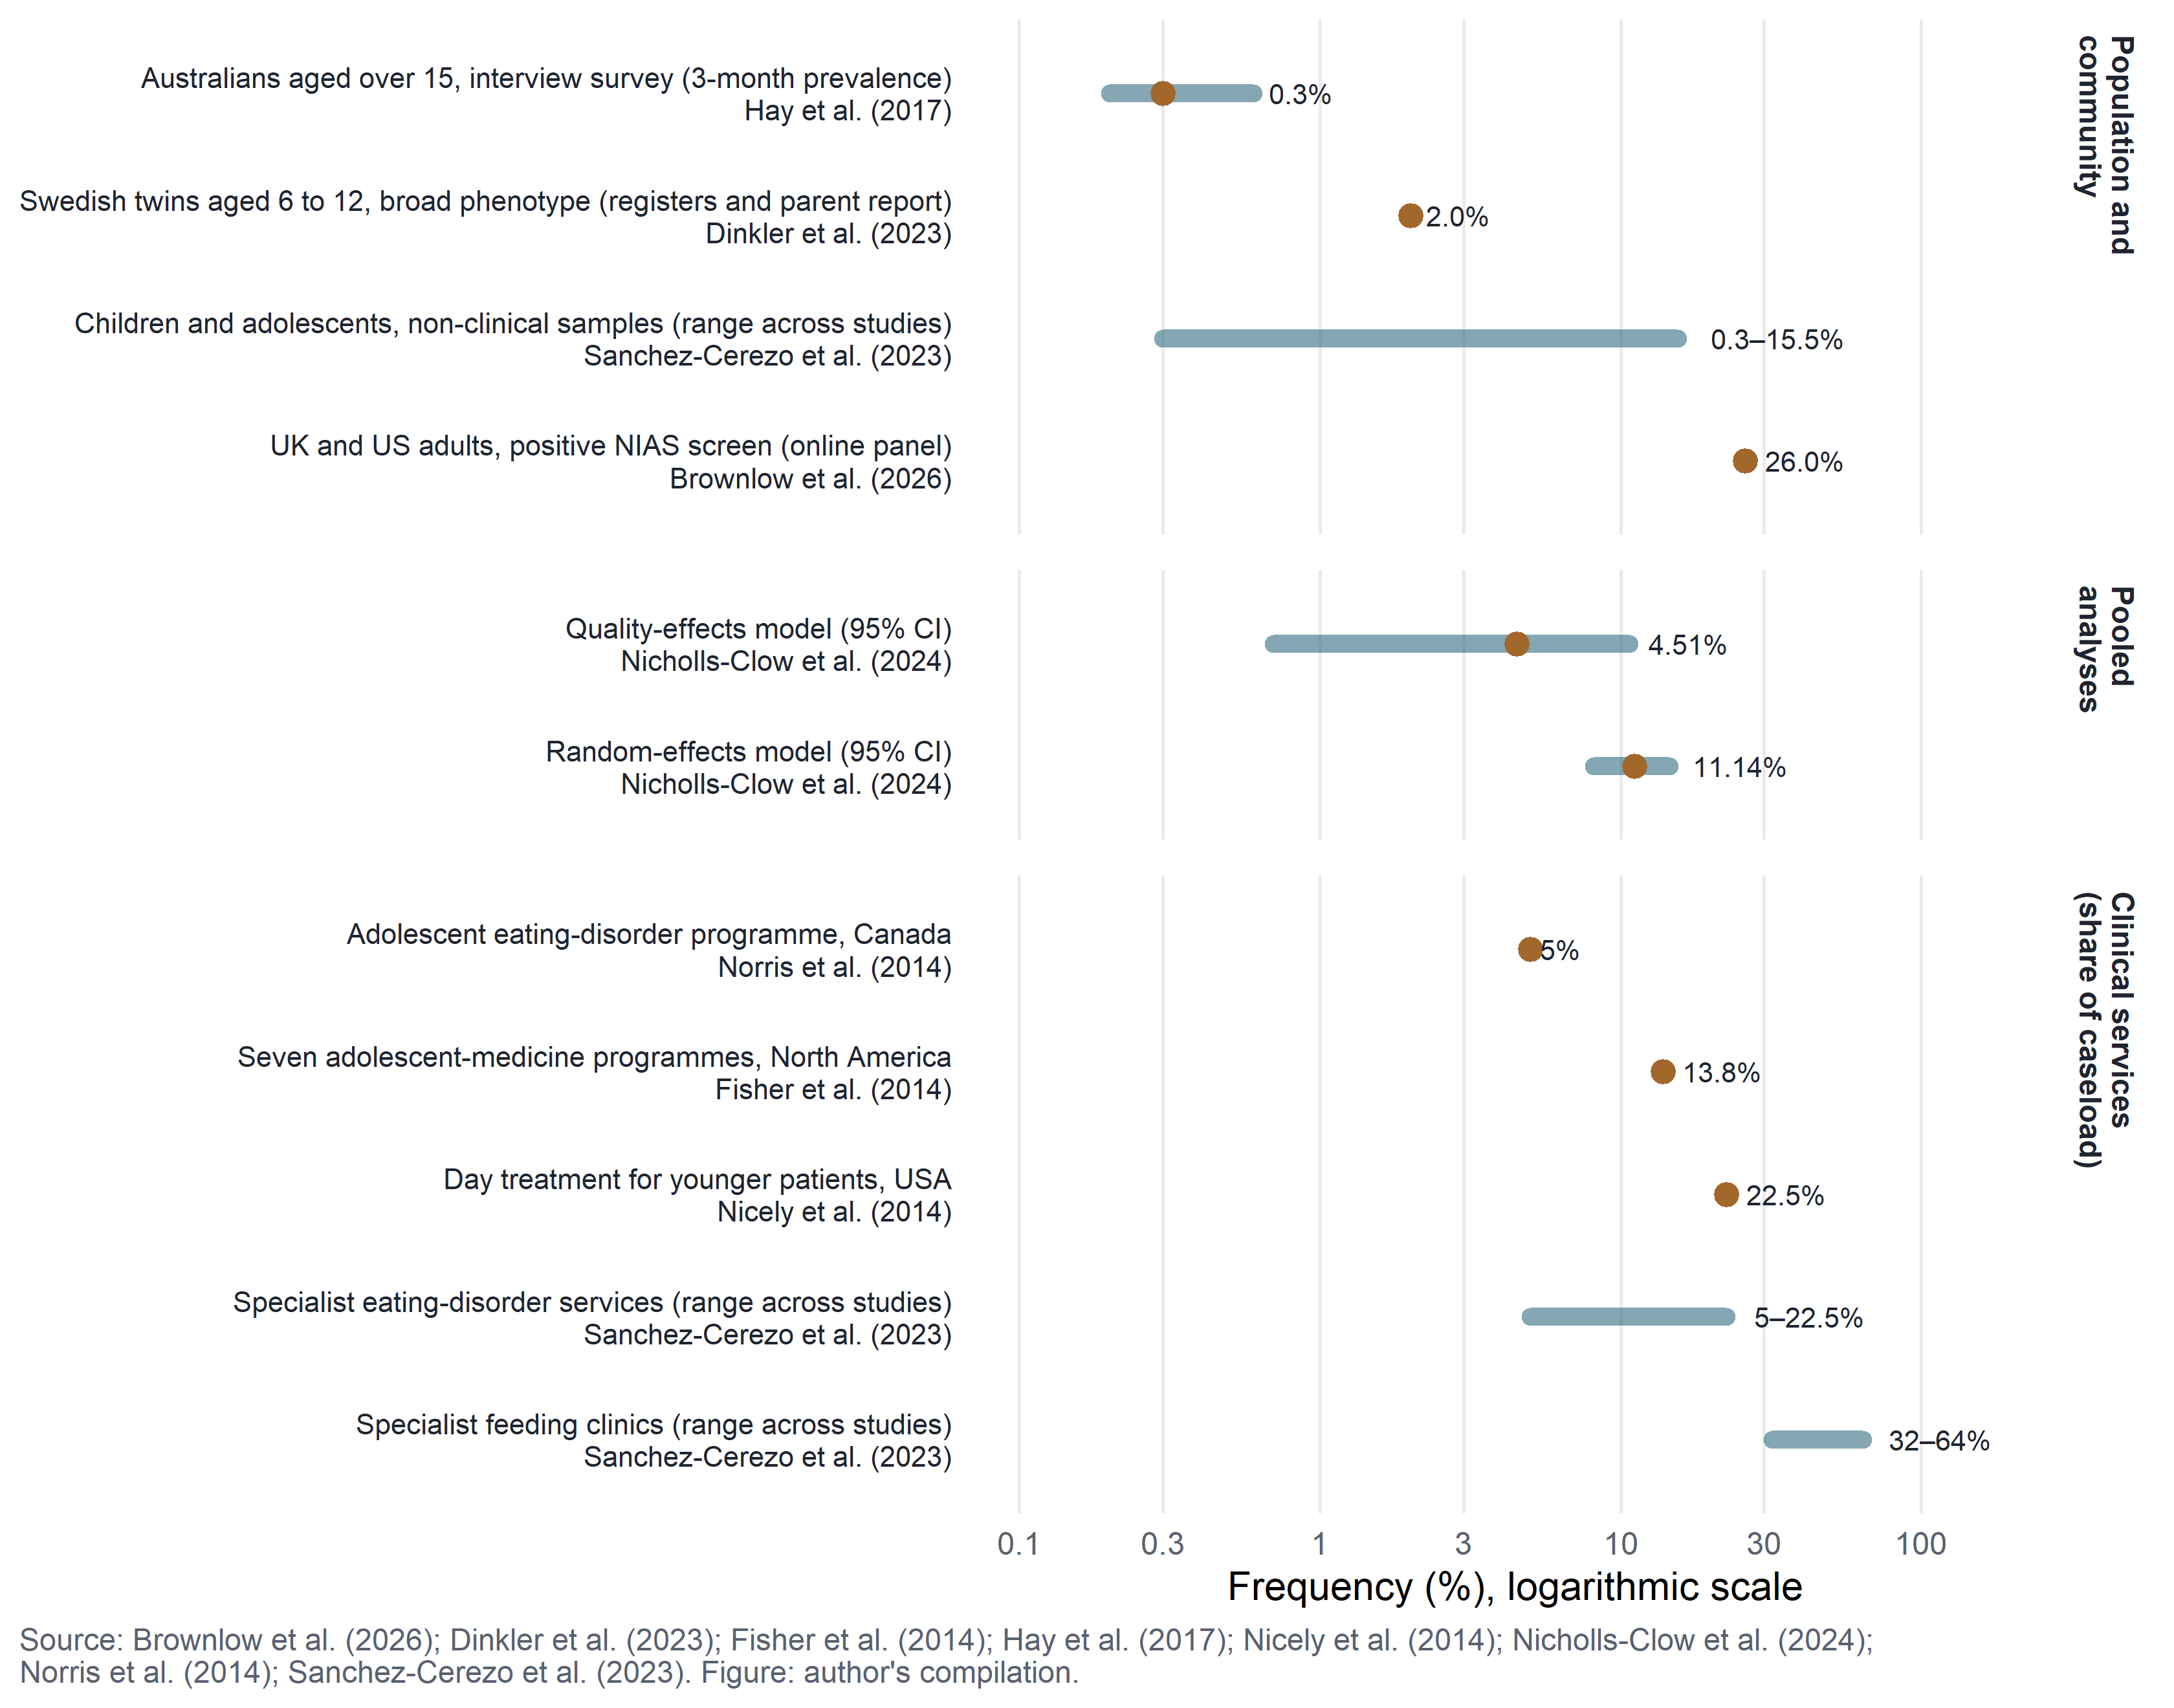 Population and
community
Australians aged over 15, interview survey (3-month prevalence)
Hay et al. (2017)
0.3%
Swedish twins aged 6 to 12, broad phenotype (registers and parent report)
Dinkler et al. (2023)
2.0%
Children and adolescents, non-clinical samples (range across studies)
Sanchez-Cerezo et al. (2023)
0.3–15.5%
UK and US adults, positive NIAS screen (online panel)
Brownlow et al. (2026)
26.0%
Pooled
analyses
Quality-effects model (95% CI)
Nicholls-Clow et al. (2024)
4.51%
Random-effects model (95% CI)
Nicholls-Clow et al. (2024)
11.14%
Clinical services
(share of caseload)
Adolescent eating-disorder programme, Canada
Norris et al. (2014)
5%
Seven adolescent-medicine programmes, North America
Fisher et al. (2014)
13.8%
Day treatment for younger patients, USA
Nicely et al. (2014)
22.5%
Specialist eating-disorder services (range across studies)
Sanchez-Cerezo et al. (2023)
5–22.5%
Specialist feeding clinics (range across studies)
Sanchez-Cerezo et al. (2023)
32–64%
0.1 0.3 1 3 10 30 100
Frequency (%), logarithmic scale
Source: Brownlow et al. (2026); Dinkler et al. (2023); Fisher et al. (2014); Hay et al. (2017); Nicely et al. (2014); Nicholls-Clow et al. (2024);
Norris et al. (2014); Sanchez-Cerezo et al. (2023). Figure: author's compilation.